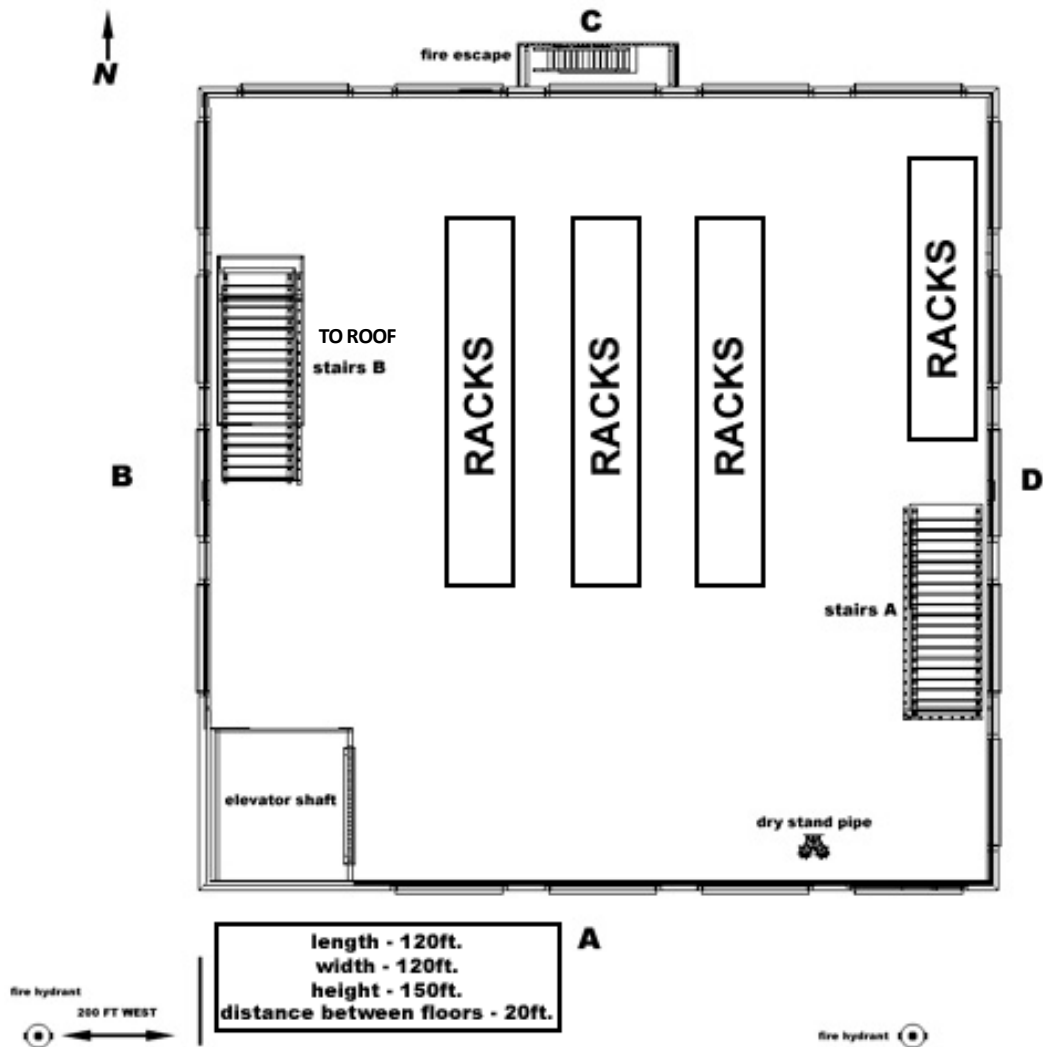 C
fire escape
N
RACKS
RACKS
RACKS
RACKS
TO ROOF
stairs B
B
D
stairs A
elevator shaft
dry stand pipe
A
length - 120ft.
width - 120ft.
height - 150ft.
distance between floors - 20ft.
fire hydrant
200 FT WEST
fire hydrant